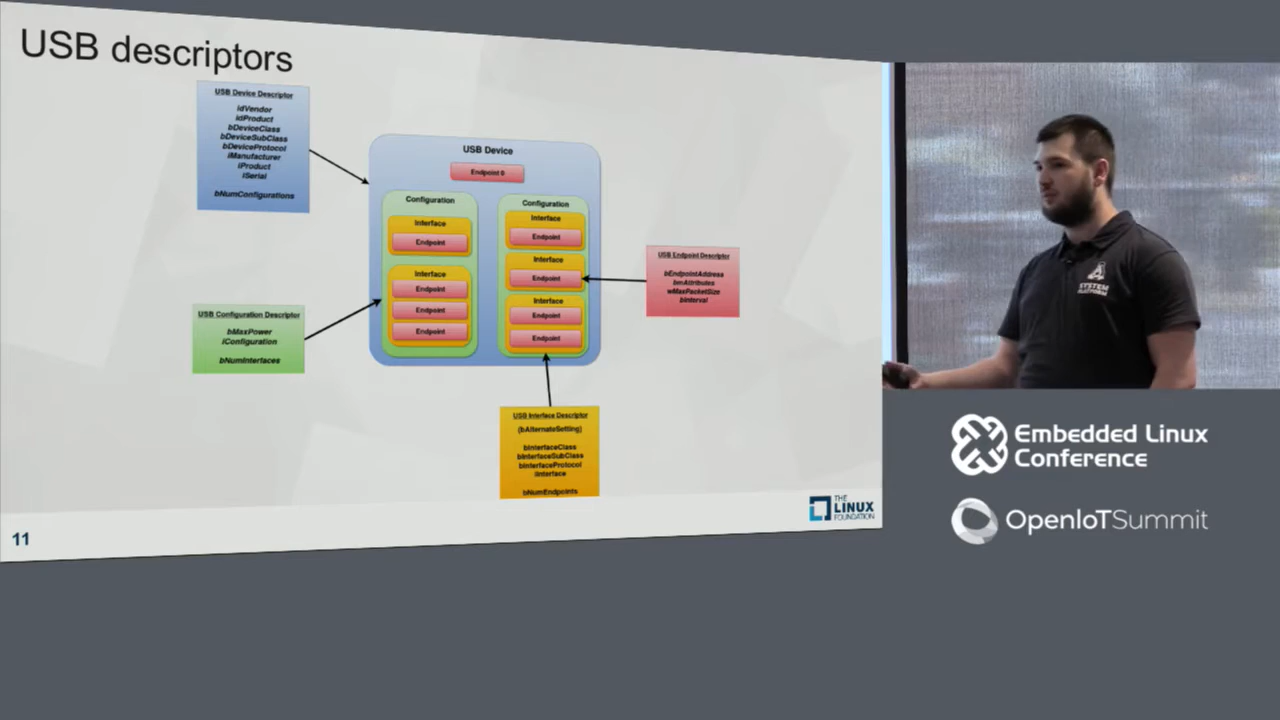 USB descriptors
USB Device Descriptor
idVendor
idProduct
bDeviceClass
bDeviceSubClass
bDeviceProtocol
iManufacturer
iProduct
iSerial
bNumConfigurations
USB Device
Endpoint 0
Configuration
Interface
Endpoint
Interface
Endpoint
Endpoint
Endpoint
Configuration
Interface
Endpoint
Interface
Endpoint
Interface
Endpoint
Endpoint
USB Endpoint Descriptor
bEndpointAddress
bmAttributes
wMaxPacketSize
bInterval
USB Configuration Descriptor
bMaxPower
iConfiguration
bNumInterfaces
USB Interface Descriptor
(bAlternateSetting)
bInterfaceClass
bInterfaceSubClass
bInterfaceProtocol
iInterface
bNumEndpoints
11
THE
LINUX
FOUNDATION
SYSTEM
PLATFORM
Embedded Linux
Conference
OpenIoTSummit